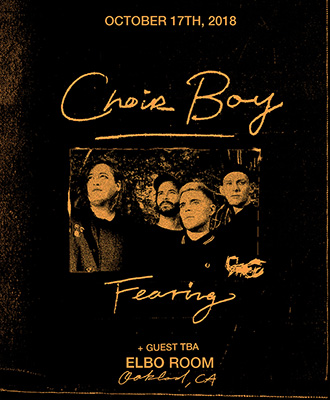 OCTOBER 17TH, 2018
Choir Boy
Fearing
+ GUEST TBA
ELBO ROOM
Oakland, CA